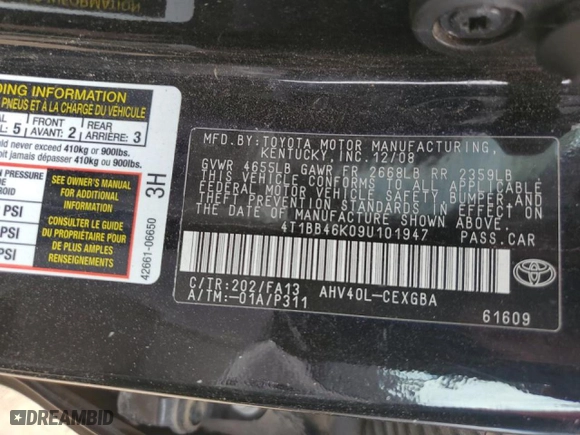 DING INFORMATION
PNEUS ET À LA CHARGE DU VÉHICULE
AL
L: 5
FRONT
AVANT: 2
REAR
ARRIÈRE: 3
uld never exceed 410kg or 900lbs.
oit jamais dépasser 410kg ou 900lbs.
D PRESSURE
PSI
PSI
SEE OWNER'S MANUAL
FOR ADDITIONAL
INFORMATION
CONSULTER LE GUIDE
DU PROPRIÉTAIRE
POUR PLUS DE
RENSEIGNEMENTS
3H
42661-06650
MFD.BY:TOYOTA MOTOR MANUFACTURING,
KENTUCKY,INC.12/08
GVWR 4655LB GAWR FR 2668LB RR 2359LB
THIS VEHICLE CONFORMS TO ALL APPLICABLE
FEDERAL MOTOR VEHICLE SAFETY,BUMPER AND
THEFT PREVENTION STANDARDS IN EFFECT ON
THE DATE OF MANUFACTURE SHOWN ABOVE.
4T1BB46K09U101947 PASS.CAR
C/TR:202/FA13 AHV40L-CEXGBA
A/TM:-01A/P311
TOYOTA
61609
DREAMBID